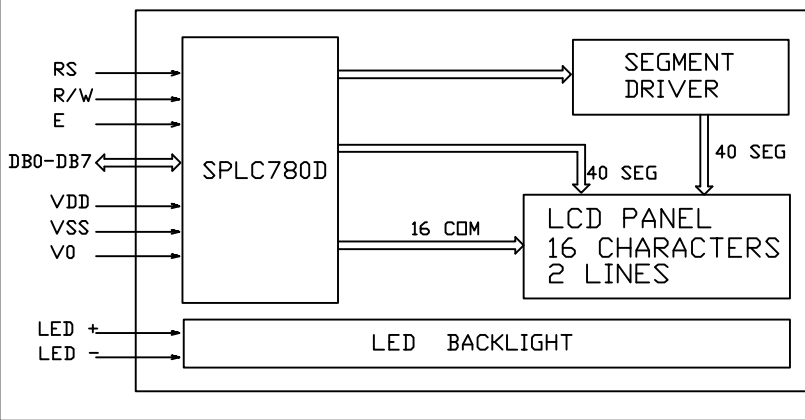 RS
R/W
E
DB0-DB7
VDD
VSS
V0
LED +
LED -
SPLC780D
SEGMENT
DRIVER
40 SEG
40 SEG
16 COM
LCD PANEL
16 CHARACTERS
2 LINES
LED BACKLIGHT